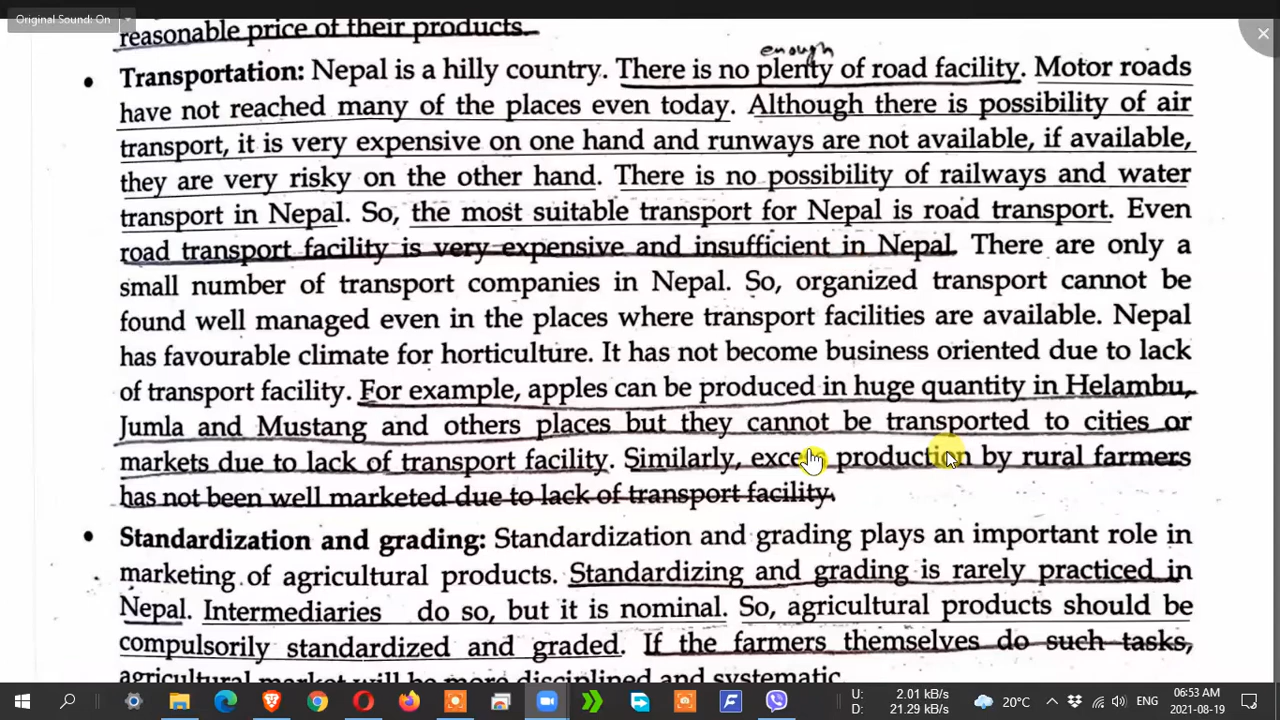 Original Sound: On
reasonable price of their products.
enough
• Transportation: Nepal is a hilly country. There is no plenty of road facility. Motor roads
have not reached many of the places even today. Although there is possibility of air
transport, it is very expensive on one hand and runways are not available, if available,
they are very risky on the other hand. There is no possibility of railways and water
transport in Nepal. So, the most suitable transport for Nepal is road transport. Even
road transport facility is very expensive and insufficient in Nepal. There are only a
small number of transport companies in Nepal. So, organized transport cannot be
found well managed even in the places where transport facilities are available. Nepal
has favourable climate for horticulture. It has not become business oriented due to lack
of transport facility. For example, apples can be produced in huge quantity in Helambu,
Jumla and Mustang and others places but they cannot be transported to cities or
markets due to lack of transport facility. Similarly, excess production by rural farmers
has not been well marketed due to lack of transport facility.
• Standardization and grading: Standardization and grading plays an important role in
marketing of agricultural products. Standardizing and grading is rarely practiced in
Nepal. Intermediaries do so, but it is nominal. So, agricultural products should be
compulsorily standardized and graded. If the farmers themselves do such tasks,
agricultural market will be more disciplined and systematic.
U: 2.01 kB/s
D: 21.29 kB/s
20°C
ENG
06:53 AM
2021-08-19